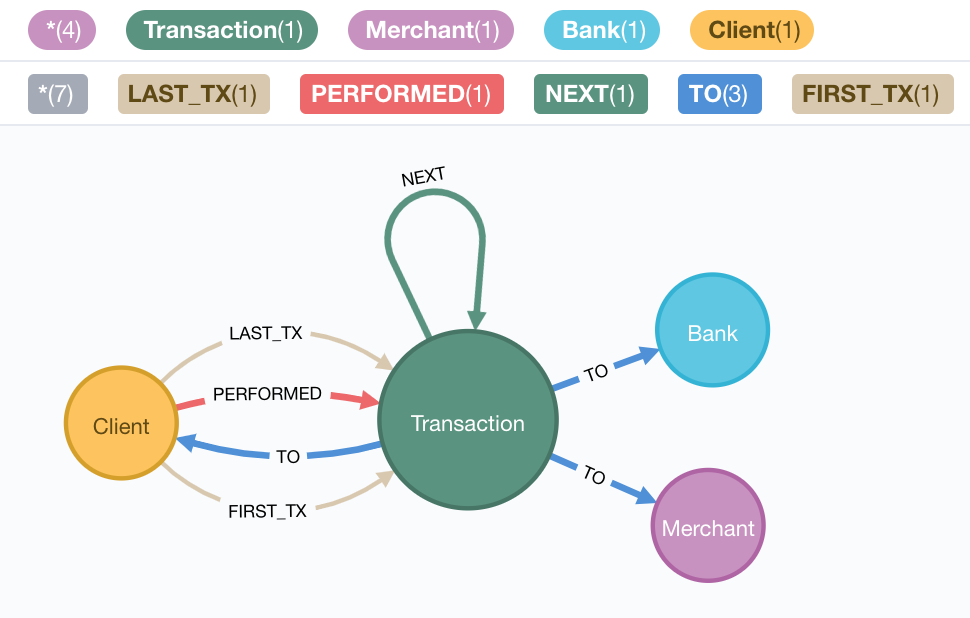 *(4) Transaction(1) Merchant(1) Bank(1) Client(1)
*(7) LAST_TX(1) PERFORMED(1) NEXT(1) TO(3) FIRST_TX(1)
NEXT
LAST_TX
Bank
TO
PERFORMED
Client
Transaction
TO
TO
FIRST_TX
Merchant